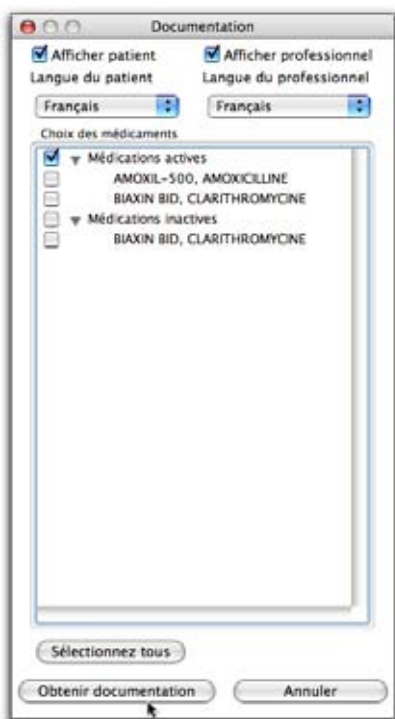 Documentation
Afficher patient Afficher professionnel
Langue du patient Langue du professionnel
Français Français
Choix des médicaments
Médications actives
AMOXIL-500, AMOXICILLINE
BIAXIN BID, CLARITHROMYCINE
Médications inactives
BIAXIN BID, CLARITHROMYCINE
Sélectionnez tous
Obtenir documentation Annuler